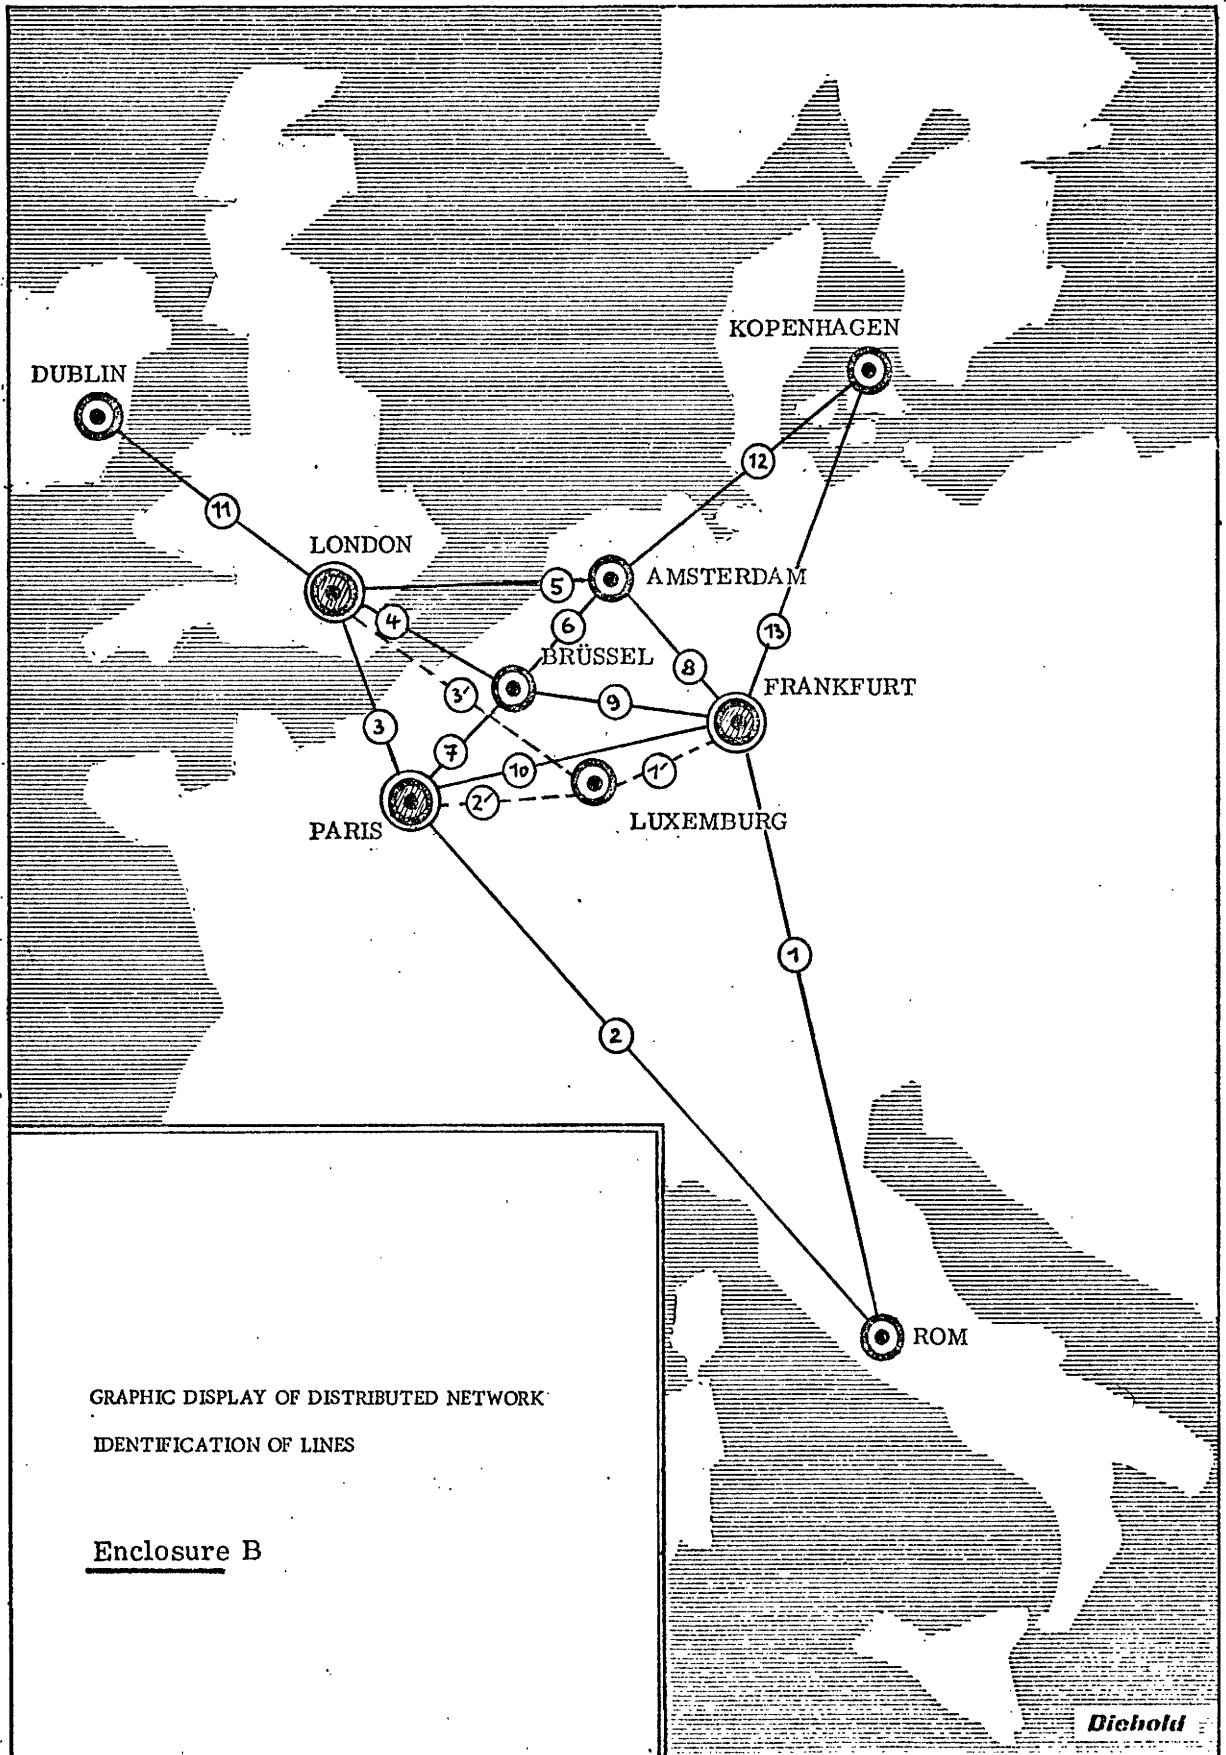 KOPENHAGEN
DUBLIN
12
11
LONDON
5
AMSTERDAM
4
6
13
BRÜSSEL
8
FRANKFURT
3'
9
3
7
10
1'
2'
PARIS
LUXEMBURG
1
2
ROM
GRAPHIC DISPLAY OF DISTRIBUTED NETWORK
IDENTIFICATION OF LINES
Enclosure B
Diebold